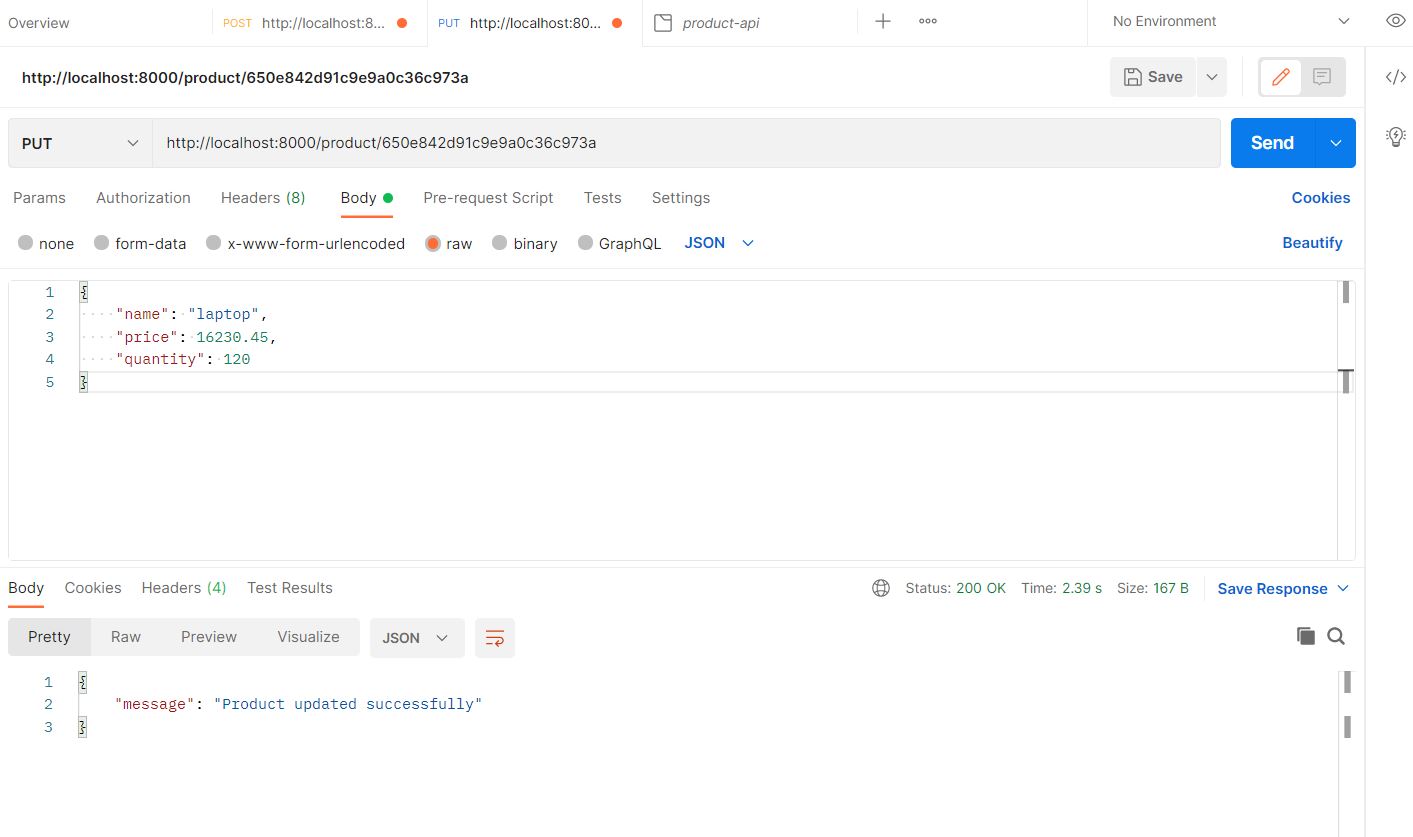 Overview POST http://localhost:8... PUT http://localhost:80... product-api No Environment
http://localhost:8000/product/650e842d91c9e9a0c36c973a Save
PUT http://localhost:8000/product/650e842d91c9e9a0c36c973a Send
Params Authorization Headers (8) Body Pre-request Script Tests Settings Cookies
none form-data x-www-form-urlencoded raw binary GraphQL JSON Beautify
1 {
2 "name": "laptop",
3 "price": 16230.45,
4 "quantity": 120
5 }
Body Cookies Headers (4) Test Results Status: 200 OK Time: 2.39 s Size: 167 B Save Response
Pretty Raw Preview Visualize JSON
1 {
2 "message": "Product updated successfully"
3 }